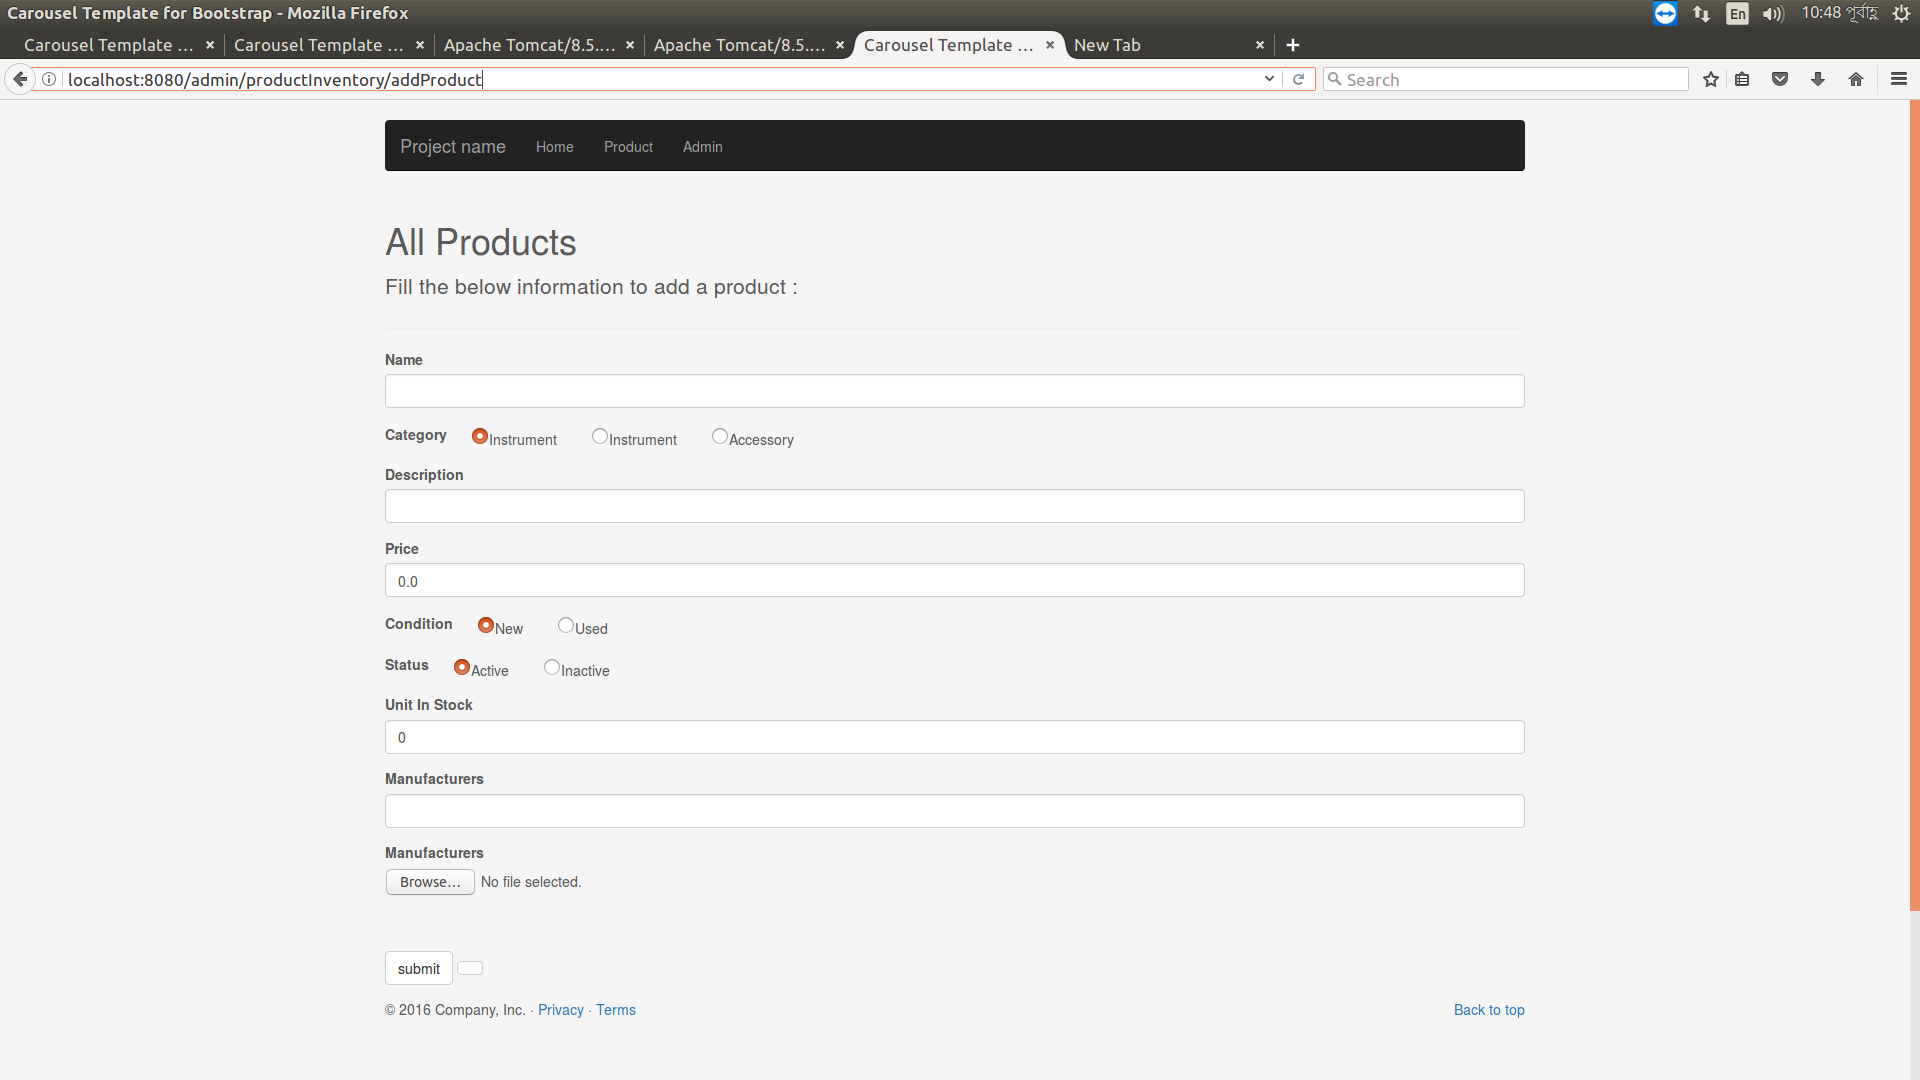 Carousel Template for Bootstrap - Mozilla Firefox
En
10:48 পূর্বাহ্ণ
Carousel Template ...
Carousel Template ...
Apache Tomcat/8.5....
Apache Tomcat/8.5....
Carousel Template ...
New Tab
localhost:8080/admin/productInventory/addProduct
Search
Project name
Home
Product
Admin
All Products
Fill the below information to add a product :
Name
Category Instrument Instrument Accessory
Description
Price
0.0
Condition New Used
Status Active Inactive
Unit In Stock
0
Manufacturers
Manufacturers
Browse... No file selected.
submit
© 2016 Company, Inc. · Privacy · Terms
Back to top